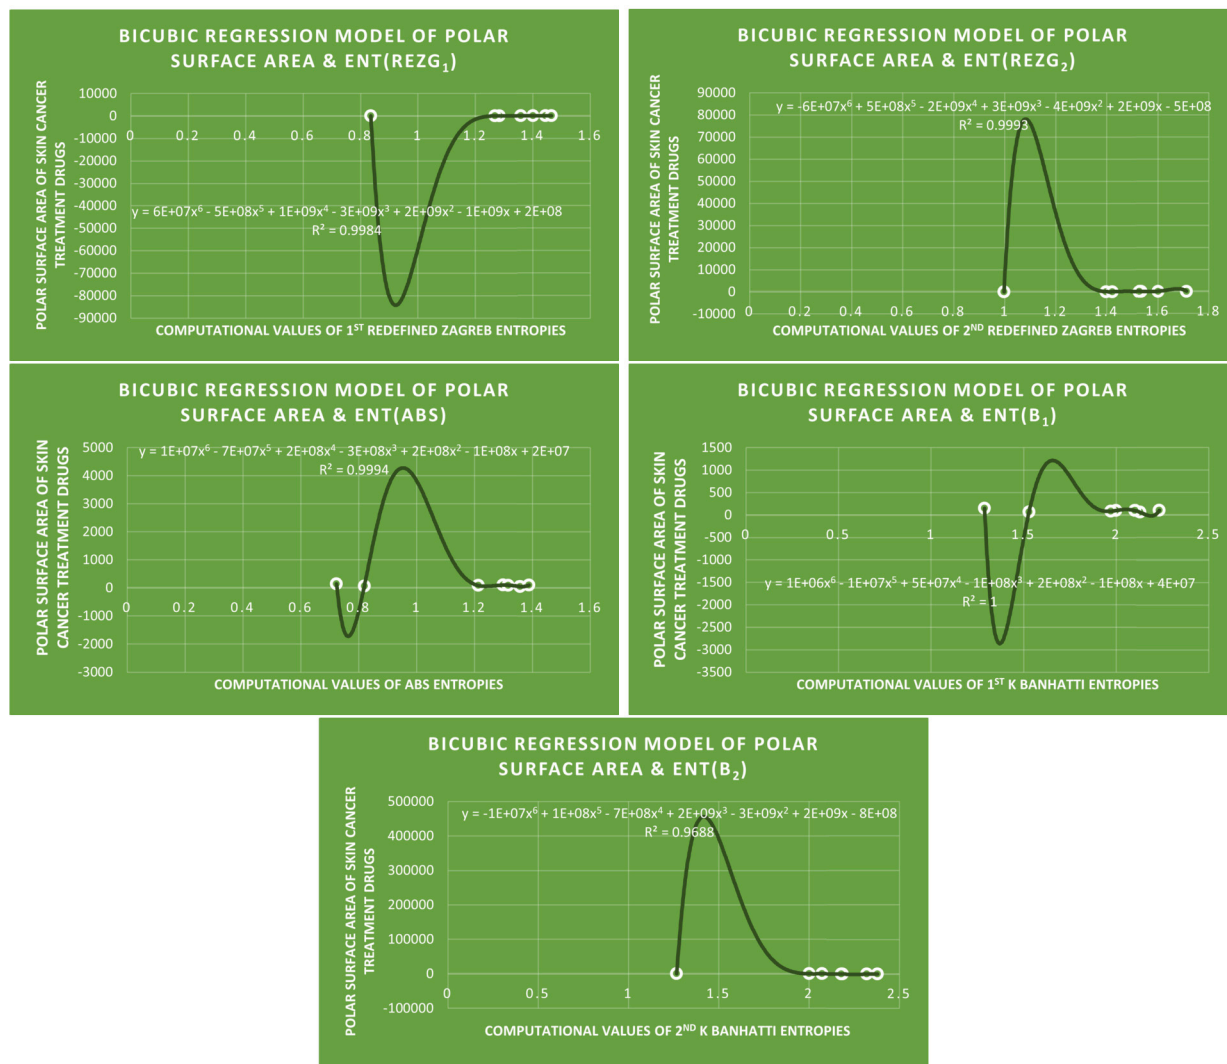 BICUBIC REGRESSION MODEL OF POLAR
SURFACE AREA & ENT(REZG₁)
POLAR SURFACE AREA OF SKIN CANCER
TREATMENT DRUGS
10000
0
-10000
-20000
-30000
-40000
-50000
-60000
-70000
-80000
-90000
0 0.2 0.4 0.6 0.8 1 1.2 1.4 1.6
y = 6E+07x⁶ - 5E+08x⁵ + 1E+09x⁴ - 3E+09x³ + 2E+09x² - 1E+09x + 2E+08
R² = 0.9984
COMPUTATIONAL VALUES OF 1ST REDEFINED ZAGREB ENTROPIES
BICUBIC REGRESSION MODEL OF POLAR
SURFACE AREA & ENT(REZG₂)
POLAR SURFACE AREA OF SKIN CANCER
TREATMENT DRUGS
90000
80000
70000
60000
50000
40000
30000
20000
10000
0
-10000
y = -6E+07x⁶ + 5E+08x⁵ - 2E+09x⁴ + 3E+09x³ - 4E+09x² + 2E+09x - 5E+08
R² = 0.9993
0 0.2 0.4 0.6 0.8 1 1.2 1.4 1.6 1.8
COMPUTATIONAL VALUES OF 2ND REDEFINED ZAGREB ENTROPIES
BICUBIC REGRESSION MODEL OF POLAR
SURFACE AREA & ENT(ABS)
POLAR SURFACE AREA OF SKIN
CANCER TREATMENT DRUGS
5000
4000
3000
2000
1000
0
-1000
-2000
-3000
y = 1E+07x⁶ - 7E+07x⁵ + 2E+08x⁴ - 3E+08x³ + 2E+08x² - 1E+08x + 2E+07
R² = 0.9994
0 0.2 0.4 0.6 0.8 1 1.2 1.4 1.6
COMPUTATIONAL VALUES OF ABS ENTROPIES
BICUBIC REGRESSION MODEL OF POLAR
SURFACE AREA & ENT(B₁)
POLAR SURFACE AREA OF SKIN
CANCER TREATMENT DRUGS
1500
1000
500
0
-500
-1000
-1500
-2000
-2500
-3000
-3500
0 0.5 1 1.5 2 2.5
y = 1E+06x⁶ - 1E+07x⁵ + 5E+07x⁴ - 1E+08x³ + 2E+08x² - 1E+08x + 4E+07
R² = 1
COMPUTATIONAL VALUES OF 1ST K BANHATTI ENTROPIES
BICUBIC REGRESSION MODEL OF POLAR
SURFACE AREA & ENT(B₂)
POLAR SURFACE AREA OF SKIN CANCER
TREATMENT DRUGS
500000
400000
300000
200000
100000
0
-100000
y = -1E+07x⁶ + 1E+08x⁵ - 7E+08x⁴ + 2E+09x³ - 3E+09x² + 2E+09x - 8E+08
R² = 0.9688
0 0.5 1 1.5 2 2.5
COMPUTATIONAL VALUES OF 2ND K BANHATTI ENTROPIES